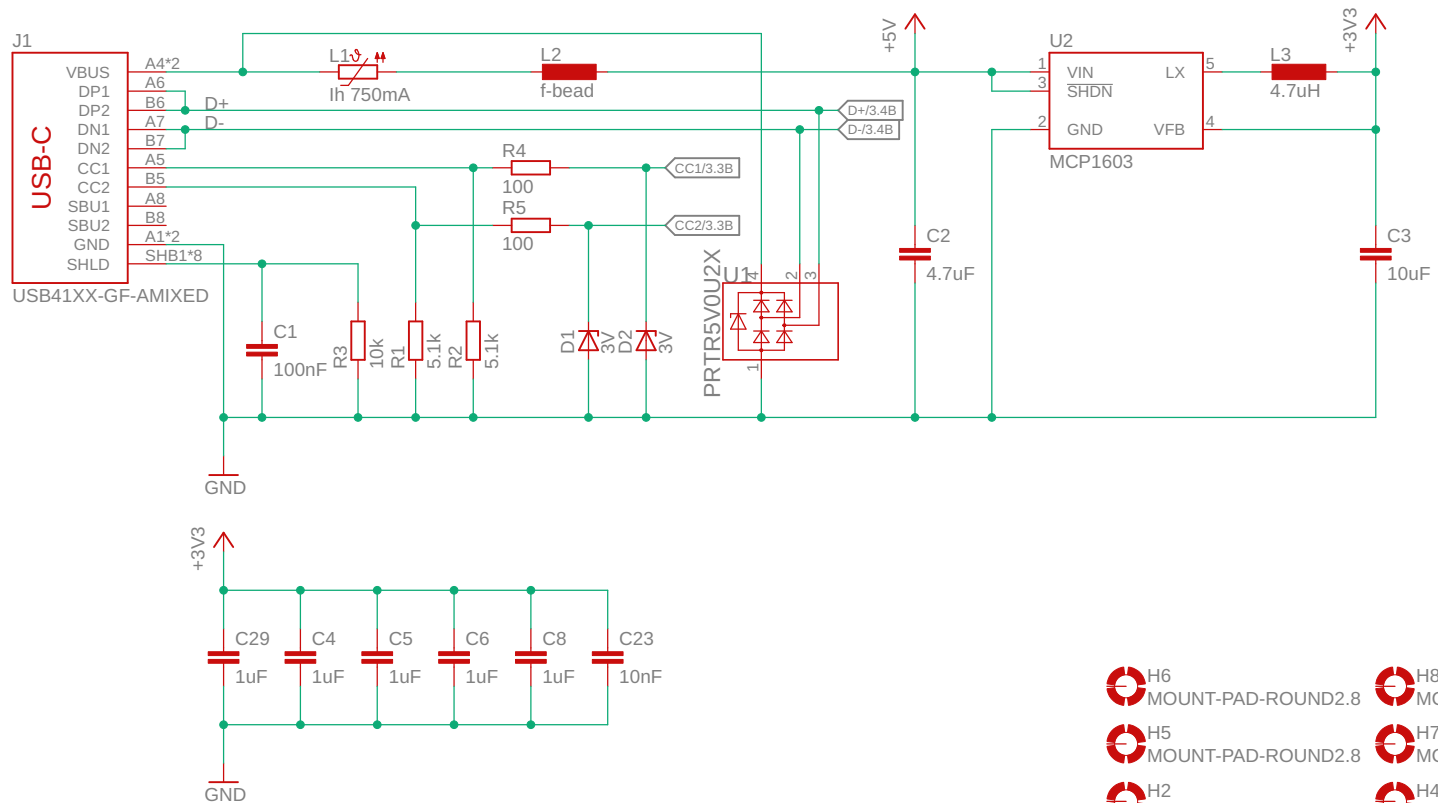 J1
USB-C
VBUS A4*2
DP1 A6
DP2 B6
DN1 A7
DN2 B7
CC1 A5
CC2 B5
SBU1 A8
SBU2 B8
GND A1*2
SHLD SHB1*8
USB41XX-GF-AMIXED
D+
D-
L1
ϑ
Ih 750mA
L2
f-bead
D+/3.4B
D-/3.4B
R4
100
CC1/3.3B
R5
100
CC2/3.3B
C1
100nF
R3
10k
R1
5.1k
R2
5.1k
D1
3V
D2
3V
PRTR5V0U2X
U1
4
2
3
1
+5V
C2
4.7uF
U2
1 VIN LX 5
3 SHDN
2 GND VFB 4
MCP1603
L3
4.7uH
+3V3
C3
10uF
GND
+3V3
C29
1uF
C4
1uF
C5
1uF
C6
1uF
C8
1uF
C23
10nF
GND
H6 H8
MOUNT-PAD-ROUND2.8
H5 H7
MOUNT-PAD-ROUND2.8
H2 H4